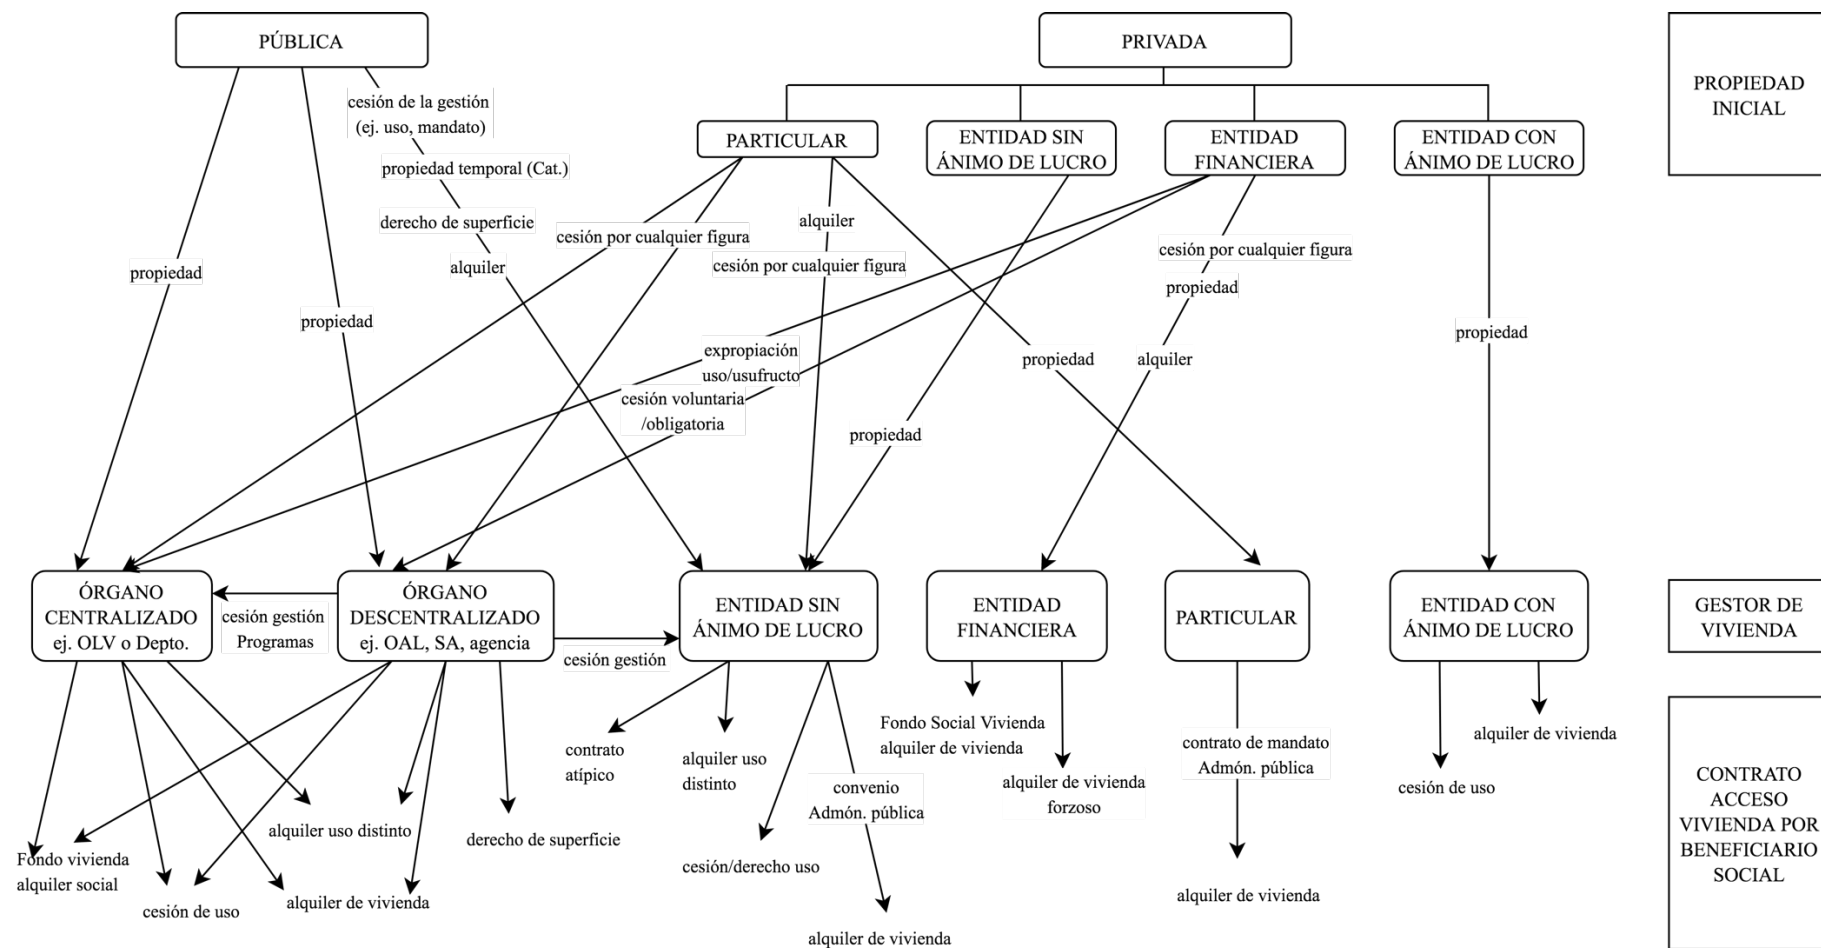 PÚBLICA
PRIVADA
PROPIEDAD
INICIAL
cesión de la gestión
(ej. uso, mandato)
PARTICULAR
ENTIDAD SIN
ÁNIMO DE LUCRO
ENTIDAD
FINANCIERA
ENTIDAD CON
ÁNIMO DE LUCRO
propiedad temporal (Cat.)
derecho de superficie
alquiler
cesión por cualquier figura
alquiler
cesión por cualquier figura
cesión por cualquier figura
propiedad
propiedad
propiedad
propiedad
expropiación
uso/usufructo
propiedad
alquiler
cesión voluntaria
/obligatoria
propiedad
ÓRGANO
CENTRALIZADO
ej. OLV o Depto.
cesión gestión
Programas
ÓRGANO
DESCENTRALIZADO
ej. OAL, SA, agencia
cesión gestión
ENTIDAD SIN
ÁNIMO DE LUCRO
ENTIDAD
FINANCIERA
PARTICULAR
ENTIDAD CON
ÁNIMO DE LUCRO
GESTOR DE
VIVIENDA
contrato
atípico
alquiler uso
distinto
Fondo Social Vivienda
alquiler de vivienda
contrato de mandato
Admón. pública
alquiler de vivienda
alquiler de vivienda
forzoso
cesión de uso
convenio
Admón. pública
alquiler uso distinto
derecho de superficie
Fondo vivienda
alquiler social
cesión/derecho uso
cesión de uso
alquiler de vivienda
alquiler de vivienda
alquiler de vivienda
CONTRATO
ACCESO
VIVIENDA POR
BENEFICIARIO
SOCIAL